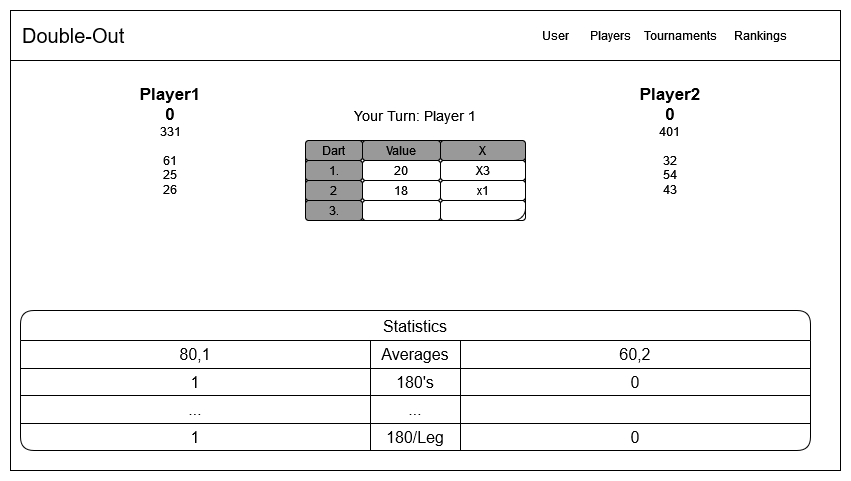 Double-Out
User Players Tournaments Rankings
Player1
0
331
61
25
26
Your Turn: Player 1
Dart Value X
1. 20 X3
2 18 x1
3.
Player2
0
401
32
54
43
Statistics
80,1 Averages 60,2
1 180's 0
... ...
1 180/Leg 0